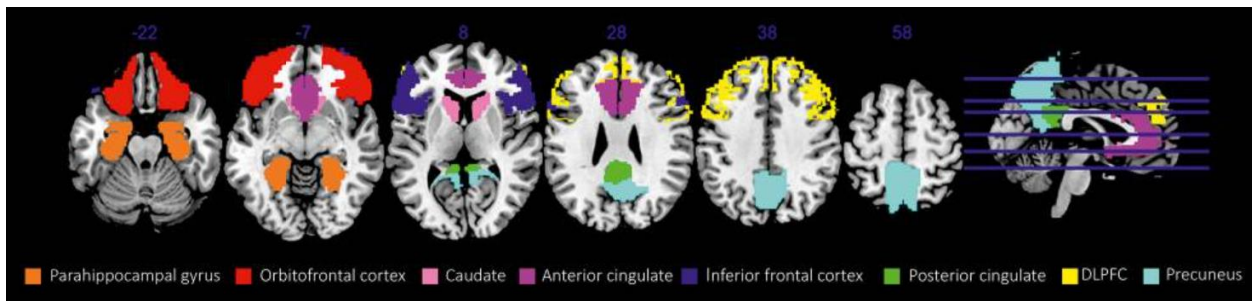 -22 -7 8 28 38 58
Parahippocampal gyrus Orbitofrontal cortex Caudate Anterior cingulate Inferior frontal cortex Posterior cingulate DLPFC Precuneus